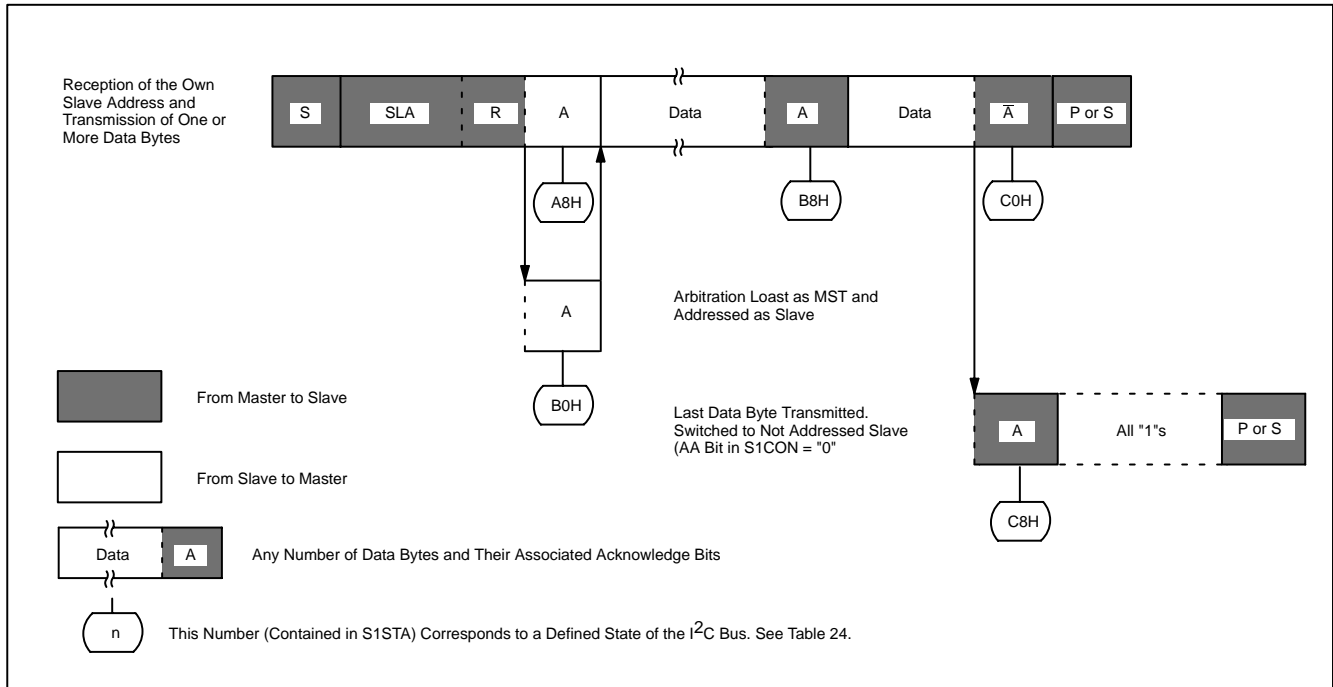 Reception of the Own
Slave Address and
Transmission of One or
More Data Bytes
S SLA R A Data A Data A̅ P or S
A8H B8H C0H
A
Arbitration Loast as MST and
Addressed as Slave
B0H
From Master to Slave
Last Data Byte Transmitted.
Switched to Not Addressed Slave
(AA Bit in S1CON = "0"
A All "1"s P or S
From Slave to Master
C8H
Data A Any Number of Data Bytes and Their Associated Acknowledge Bits
n This Number (Contained in S1STA) Corresponds to a Defined State of the I²C Bus. See Table 24.